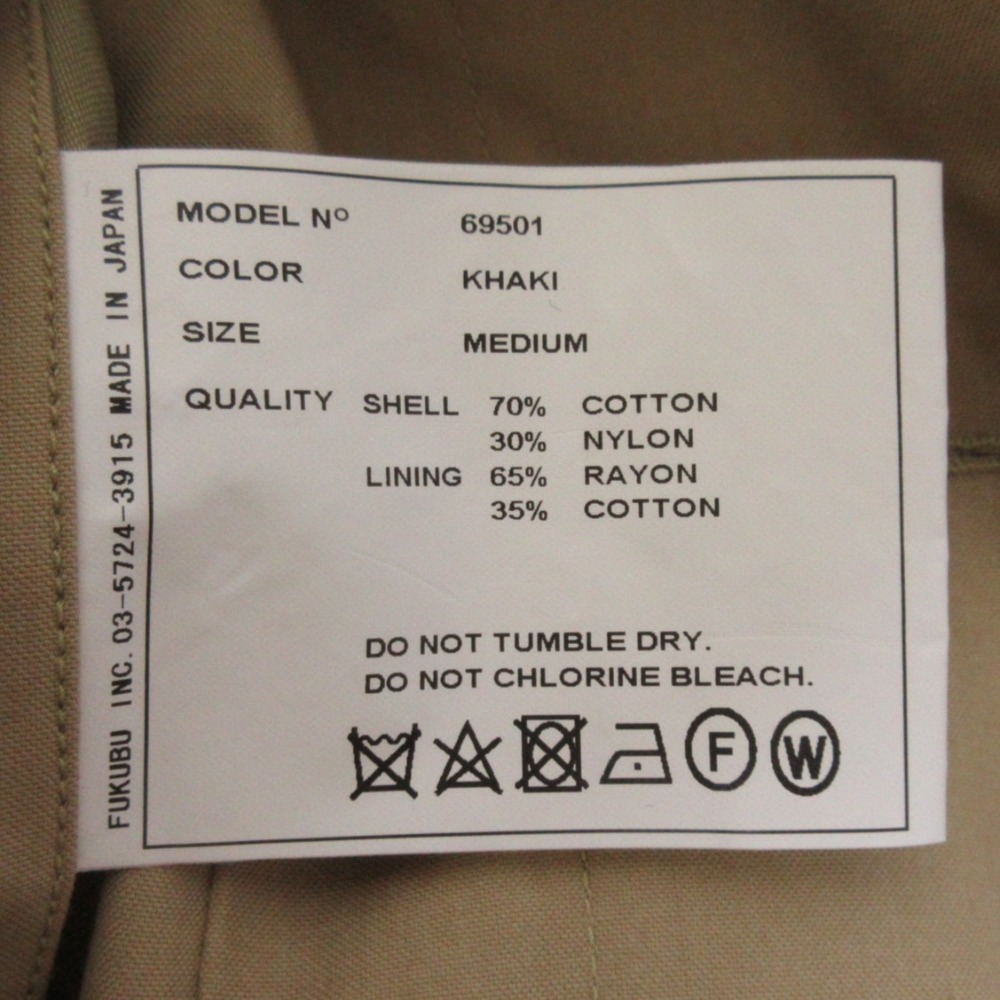 MODEL Nº 69501
COLOR KHAKI
SIZE MEDIUM
QUALITY SHELL 70% COTTON
30% NYLON
LINING 65% RAYON
35% COTTON
DO NOT TUMBLE DRY.
DO NOT CHLORINE BLEACH.
F W
FUKUBU INC. 03-5724-3915 MADE IN JAPAN